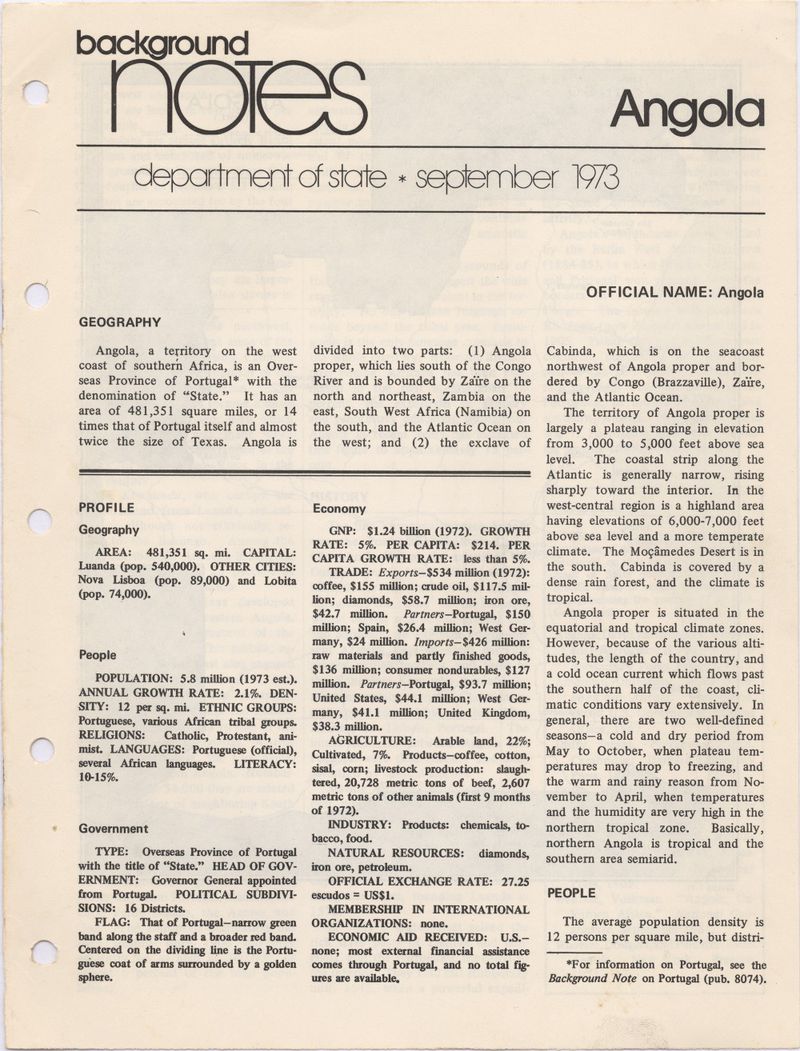 background
notes
Angola
department of state * september 1973
OFFICIAL NAME: Angola
GEOGRAPHY
Angola, a territory on the west
coast of southern Africa, is an Over-
seas Province of Portugal* with the
denomination of "State." It has an
area of 481,351 square miles, or 14
times that of Portugal itself and almost
twice the size of Texas. Angola is
divided into two parts: (1) Angola
proper, which lies south of the Congo
River and is bounded by Zaïre on the
north and northeast, Zambia on the
east, South West Africa (Namibia) on
the south, and the Atlantic Ocean on
the west; and (2) the exclave of
Cabinda, which is on the seacoast
northwest of Angola proper and bor-
dered by Congo (Brazzaville), Zaïre,
and the Atlantic Ocean.
The territory of Angola proper is
largely a plateau ranging in elevation
from 3,000 to 5,000 feet above sea
level. The coastal strip along the
Atlantic is generally narrow, rising
sharply toward the interior. In the
west-central region is a highland area
having elevations of 6,000-7,000 feet
above sea level and a more temperate
climate. The Moçâmedes Desert is in
the south. Cabinda is covered by a
dense rain forest, and the climate is
tropical.
Angola proper is situated in the
equatorial and tropical climate zones.
However, because of the various alti-
tudes, the length of the country, and
a cold ocean current which flows past
the southern half of the coast, cli-
matic conditions vary extensively. In
general, there are two well-defined
seasons—a cold and dry period from
May to October, when plateau tem-
peratures may drop to freezing, and
the warm and rainy reason from No-
vember to April, when temperatures
and the humidity are very high in the
northern tropical zone. Basically,
northern Angola is tropical and the
southern area semiarid.
PEOPLE
The average population density is
12 persons per square mile, but distri-
*For information on Portugal, see the
Background Note on Portugal (pub. 8074).
PROFILE
Geography
AREA: 481,351 sq. mi. CAPITAL:
Luanda (pop. 540,000). OTHER CITIES:
Nova Lisboa (pop. 89,000) and Lobita
(pop. 74,000).
People
POPULATION: 5.8 million (1973 est.).
ANNUAL GROWTH RATE: 2.1%. DEN-
SITY: 12 per sq. mi. ETHNIC GROUPS:
Portuguese, various African tribal groups.
RELIGIONS: Catholic, Protestant, ani-
mist. LANGUAGES: Portuguese (official),
several African languages. LITERACY:
10-15%.
Government
TYPE: Overseas Province of Portugal
with the title of "State." HEAD OF GOV-
ERNMENT: Governor General appointed
from Portugal. POLITICAL SUBDIVI-
SIONS: 16 Districts.
FLAG: That of Portugal—narrow green
band along the staff and a broader red band.
Centered on the dividing line is the Portu-
guese coat of arms surrounded by a golden
sphere.
Economy
GNP: $1.24 billion (1972). GROWTH
RATE: 5%. PER CAPITA: $214. PER
CAPITA GROWTH RATE: less than 5%.
TRADE: Exports—$534 million (1972):
coffee, $155 million; crude oil, $117.5 mil-
lion; diamonds, $58.7 million; iron ore,
$42.7 million. Partners—Portugal, $150
million; Spain, $26.4 million; West Ger-
many, $24 million. Imports—$426 million:
raw materials and partly finished goods,
$136 million; consumer nondurables, $127
million. Partners—Portugal, $93.7 million;
United States, $44.1 million; West Ger-
many, $41.1 million; United Kingdom,
$38.3 million.
AGRICULTURE: Arable land, 22%;
Cultivated, 7%. Products—coffee, cotton,
sisal, corn; livestock production: slaugh-
tered, 20,728 metric tons of beef, 2,607
metric tons of other animals (first 9 months
of 1972).
INDUSTRY: Products: chemicals, to-
bacco, food.
NATURAL RESOURCES: diamonds,
iron ore, petroleum.
OFFICIAL EXCHANGE RATE: 27.25
escudos = US$1.
MEMBERSHIP IN INTERNATIONAL
ORGANIZATIONS: none.
ECONOMIC AID RECEIVED: U.S.—
none; most external financial assistance
comes through Portugal, and no total fig-
ures are available.